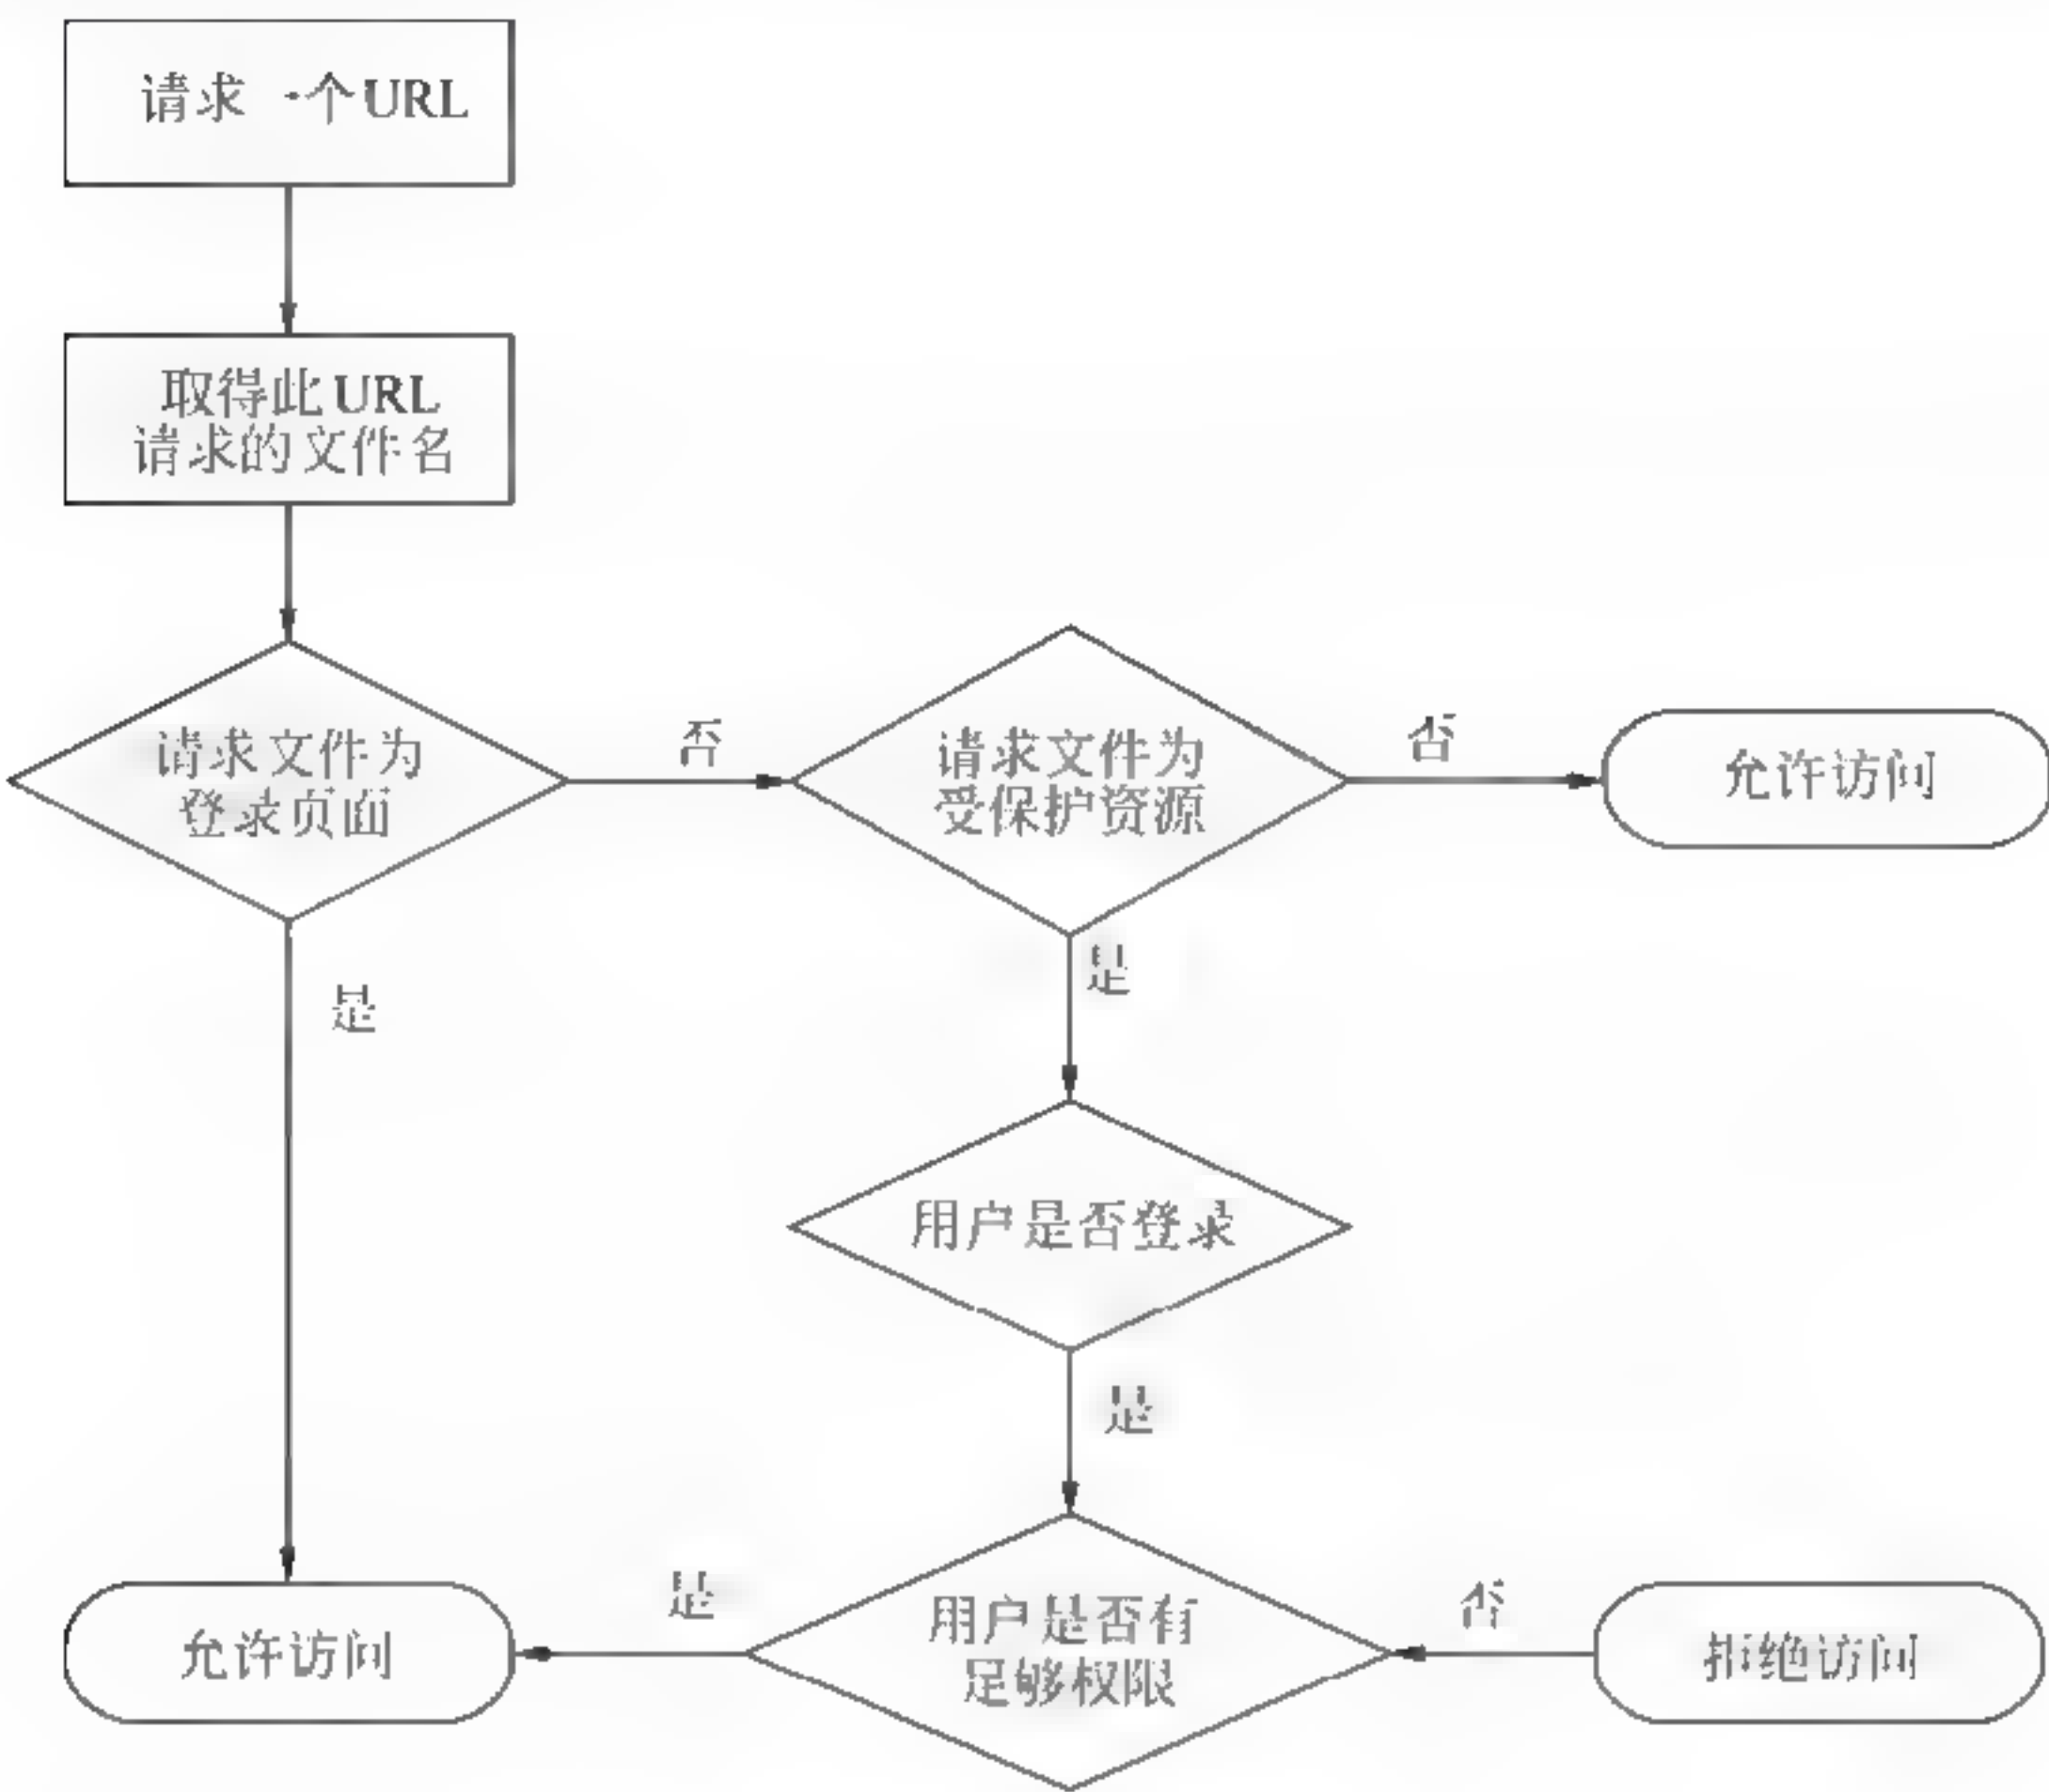 请求一个URL
取得此URL
请求的文件名
请求文件为
登录页面
否
请求文件为
受保护资源
否
允许访问
是
是
用户是否登录
是
用户是否有
足够权限
是
否
允许访问
拒绝访问